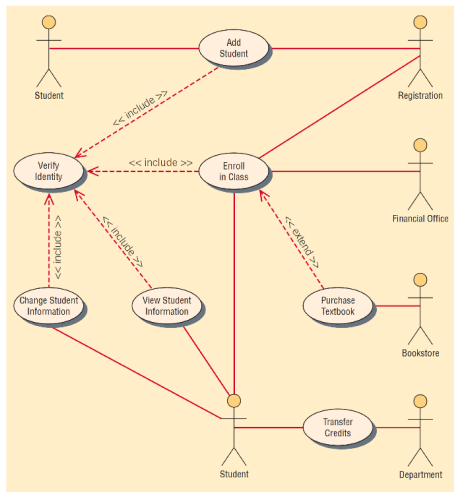 Add
Student
Student
Registration
<< include >>
Verify
Identity
<< include >>
Enroll
in Class
Financial Office
<< include >>
<< include >>
<< extend >>
Change Student
Information
View Student
Information
Purchase
Textbook
Bookstore
Transfer
Credits
Student
Department